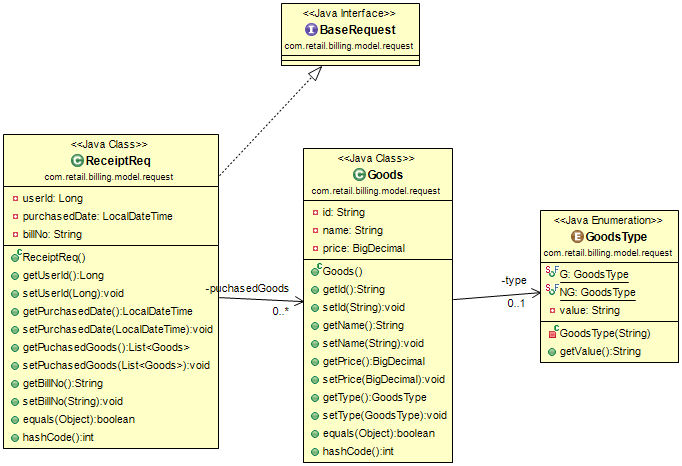 <<Java Interface>>
BaseRequest
com.retail.billing.model.request
<<Java Class>>
ReceiptReq
com.retail.billing.model.request
userId: Long
purchasedDate: LocalDateTime
billNo: String
ReceiptReq()
getUserId():Long
setUserId(Long):void
getPurchasedDate():LocalDateTime
setPurchasedDate(LocalDateTime):void
getPuchasedGoods():List<Goods>
setPuchasedGoods(List<Goods>):void
getBillNo():String
setBillNo(String):void
equals(Object):boolean
hashCode():int
-puchasedGoods
0..*
<<Java Class>>
Goods
com.retail.billing.model.request
id: String
name: String
price: BigDecimal
Goods()
getId():String
setId(String):void
getName():String
setName(String):void
getPrice():BigDecimal
setPrice(BigDecimal):void
getType():GoodsType
setType(GoodsType):void
equals(Object):boolean
hashCode():int
-type
0..1
<<Java Enumeration>>
GoodsType
com.retail.billing.model.request
G: GoodsType
NG: GoodsType
value: String
GoodsType(String)
getValue():String